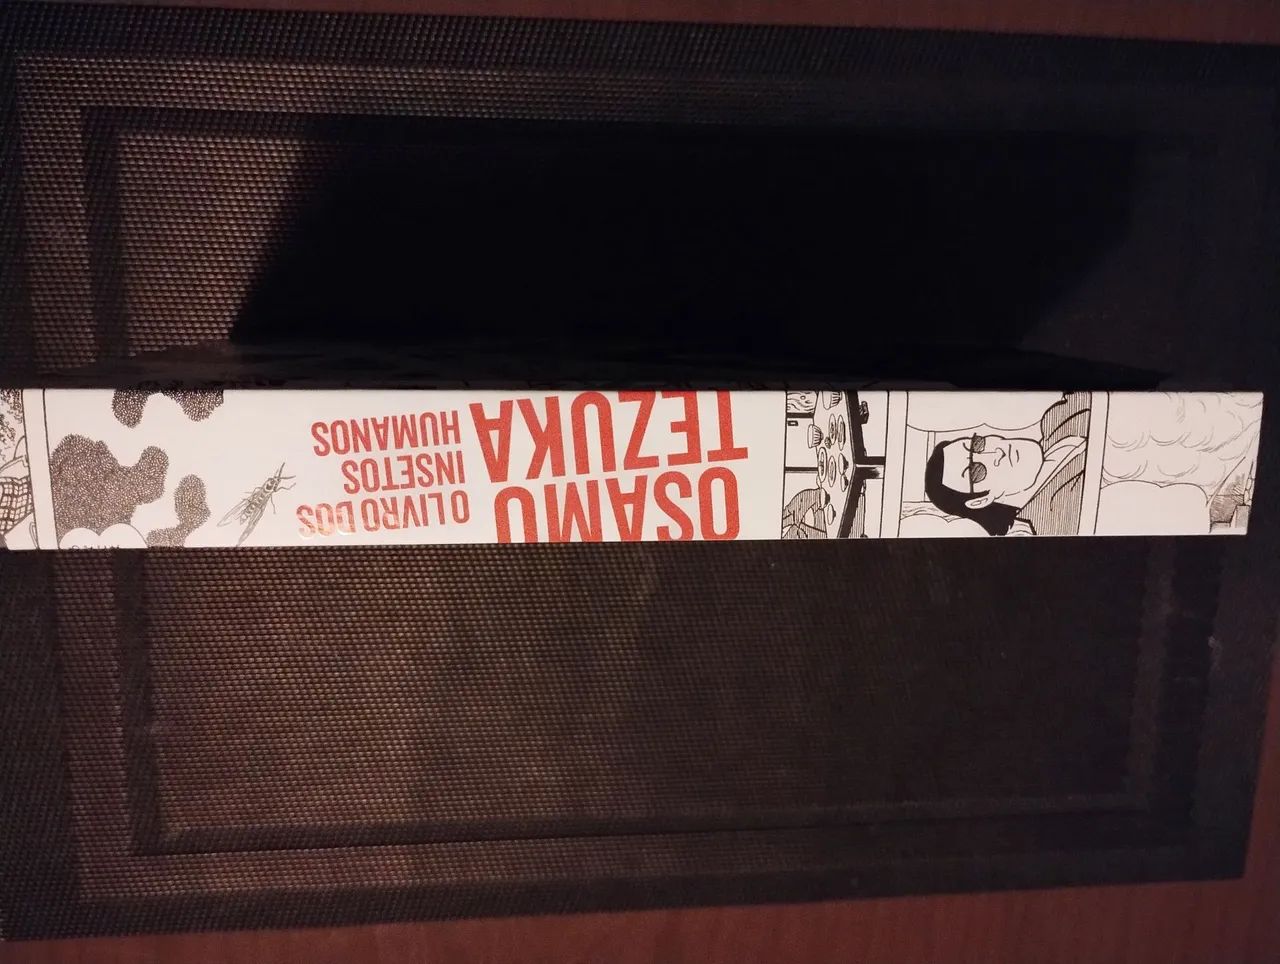 OSAMU
TEZUKA
O LIVRO DOS
INSETOS
HUMANOS